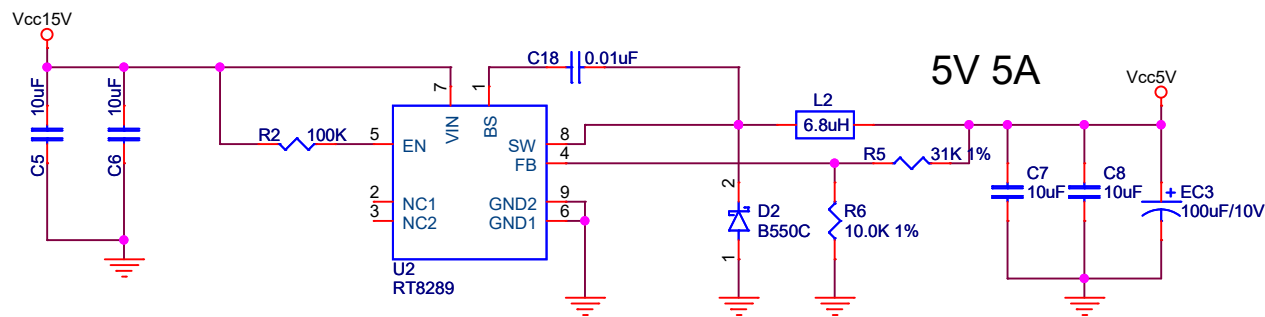 Vcc15V
10uF
C5
10uF
C6
R2
100K
5
EN
7
VIN
1
BS
C18
0.01uF
SW
8
FB
4
2
NC1
3
NC2
GND2
9
GND1
6
U2
RT8289
5V 5A
L2
6.8uH
Vcc5V
R5
31K 1%
2
D2
B550C
1
R6
10.0K 1%
C7
10uF
C8
10uF
+
EC3
100uF/10V